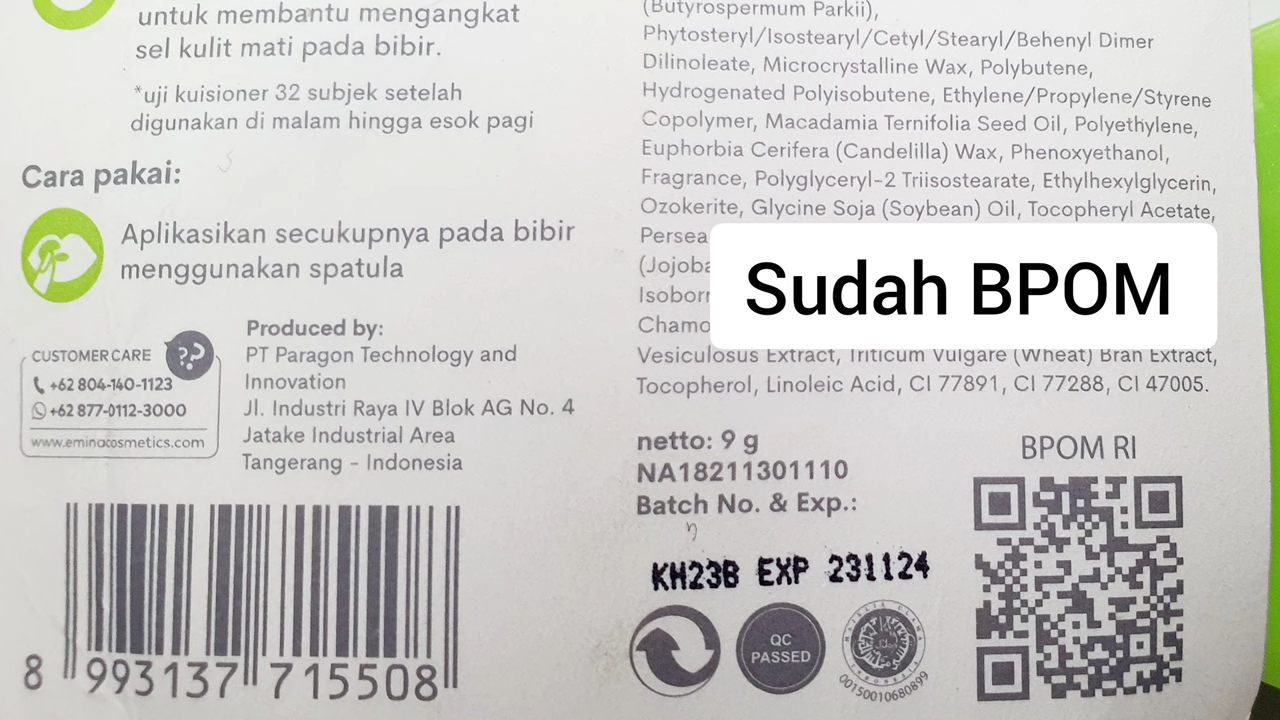 untuk membantu mengangkat
sel kulit mati pada bibir.
*uji kuisioner 32 subjek setelah
digunakan di malam hingga esok pagi
Cara pakai:
Aplikasikan secukupnya pada bibir
menggunakan spatula
CUSTOMER CARE
+62 804-140-1123
+62 877-0112-3000
www.eminacosmetics.com
Produced by:
PT Paragon Technology and
Innovation
Jl. Industri Raya IV Blok AG No. 4
Jatake Industrial Area
Tangerang - Indonesia
8 993137 715508
(Butyrospermum Parkii),
Phytosteryl/Isostearyl/Cetyl/Stearyl/Behenyl Dimer
Dilinoleate, Microcrystalline Wax, Polybutene,
Hydrogenated Polyisobutene, Ethylene/Propylene/Styrene
Copolymer, Macadamia Ternifolia Seed Oil, Polyethylene,
Euphorbia Cerifera (Candelilla) Wax, Phenoxyethanol,
Fragrance, Polyglyceryl-2 Triisostearate, Ethylhexylglycerin,
Ozokerite, Glycine Soja (Soybean) Oil, Tocopheryl Acetate,
Persea
(Jojoba
Isoborn
Chamo
Sudah BPOM
Vesiculosus Extract, Triticum Vulgare (Wheat) Bran Extract,
Tocopherol, Linoleic Acid, CI 77891, CI 77288, CI 47005.
netto: 9 g
NA18211301110
Batch No. & Exp.:
KH23B EXP 231124
BPOM RI
QC
PASSED
00150010680899